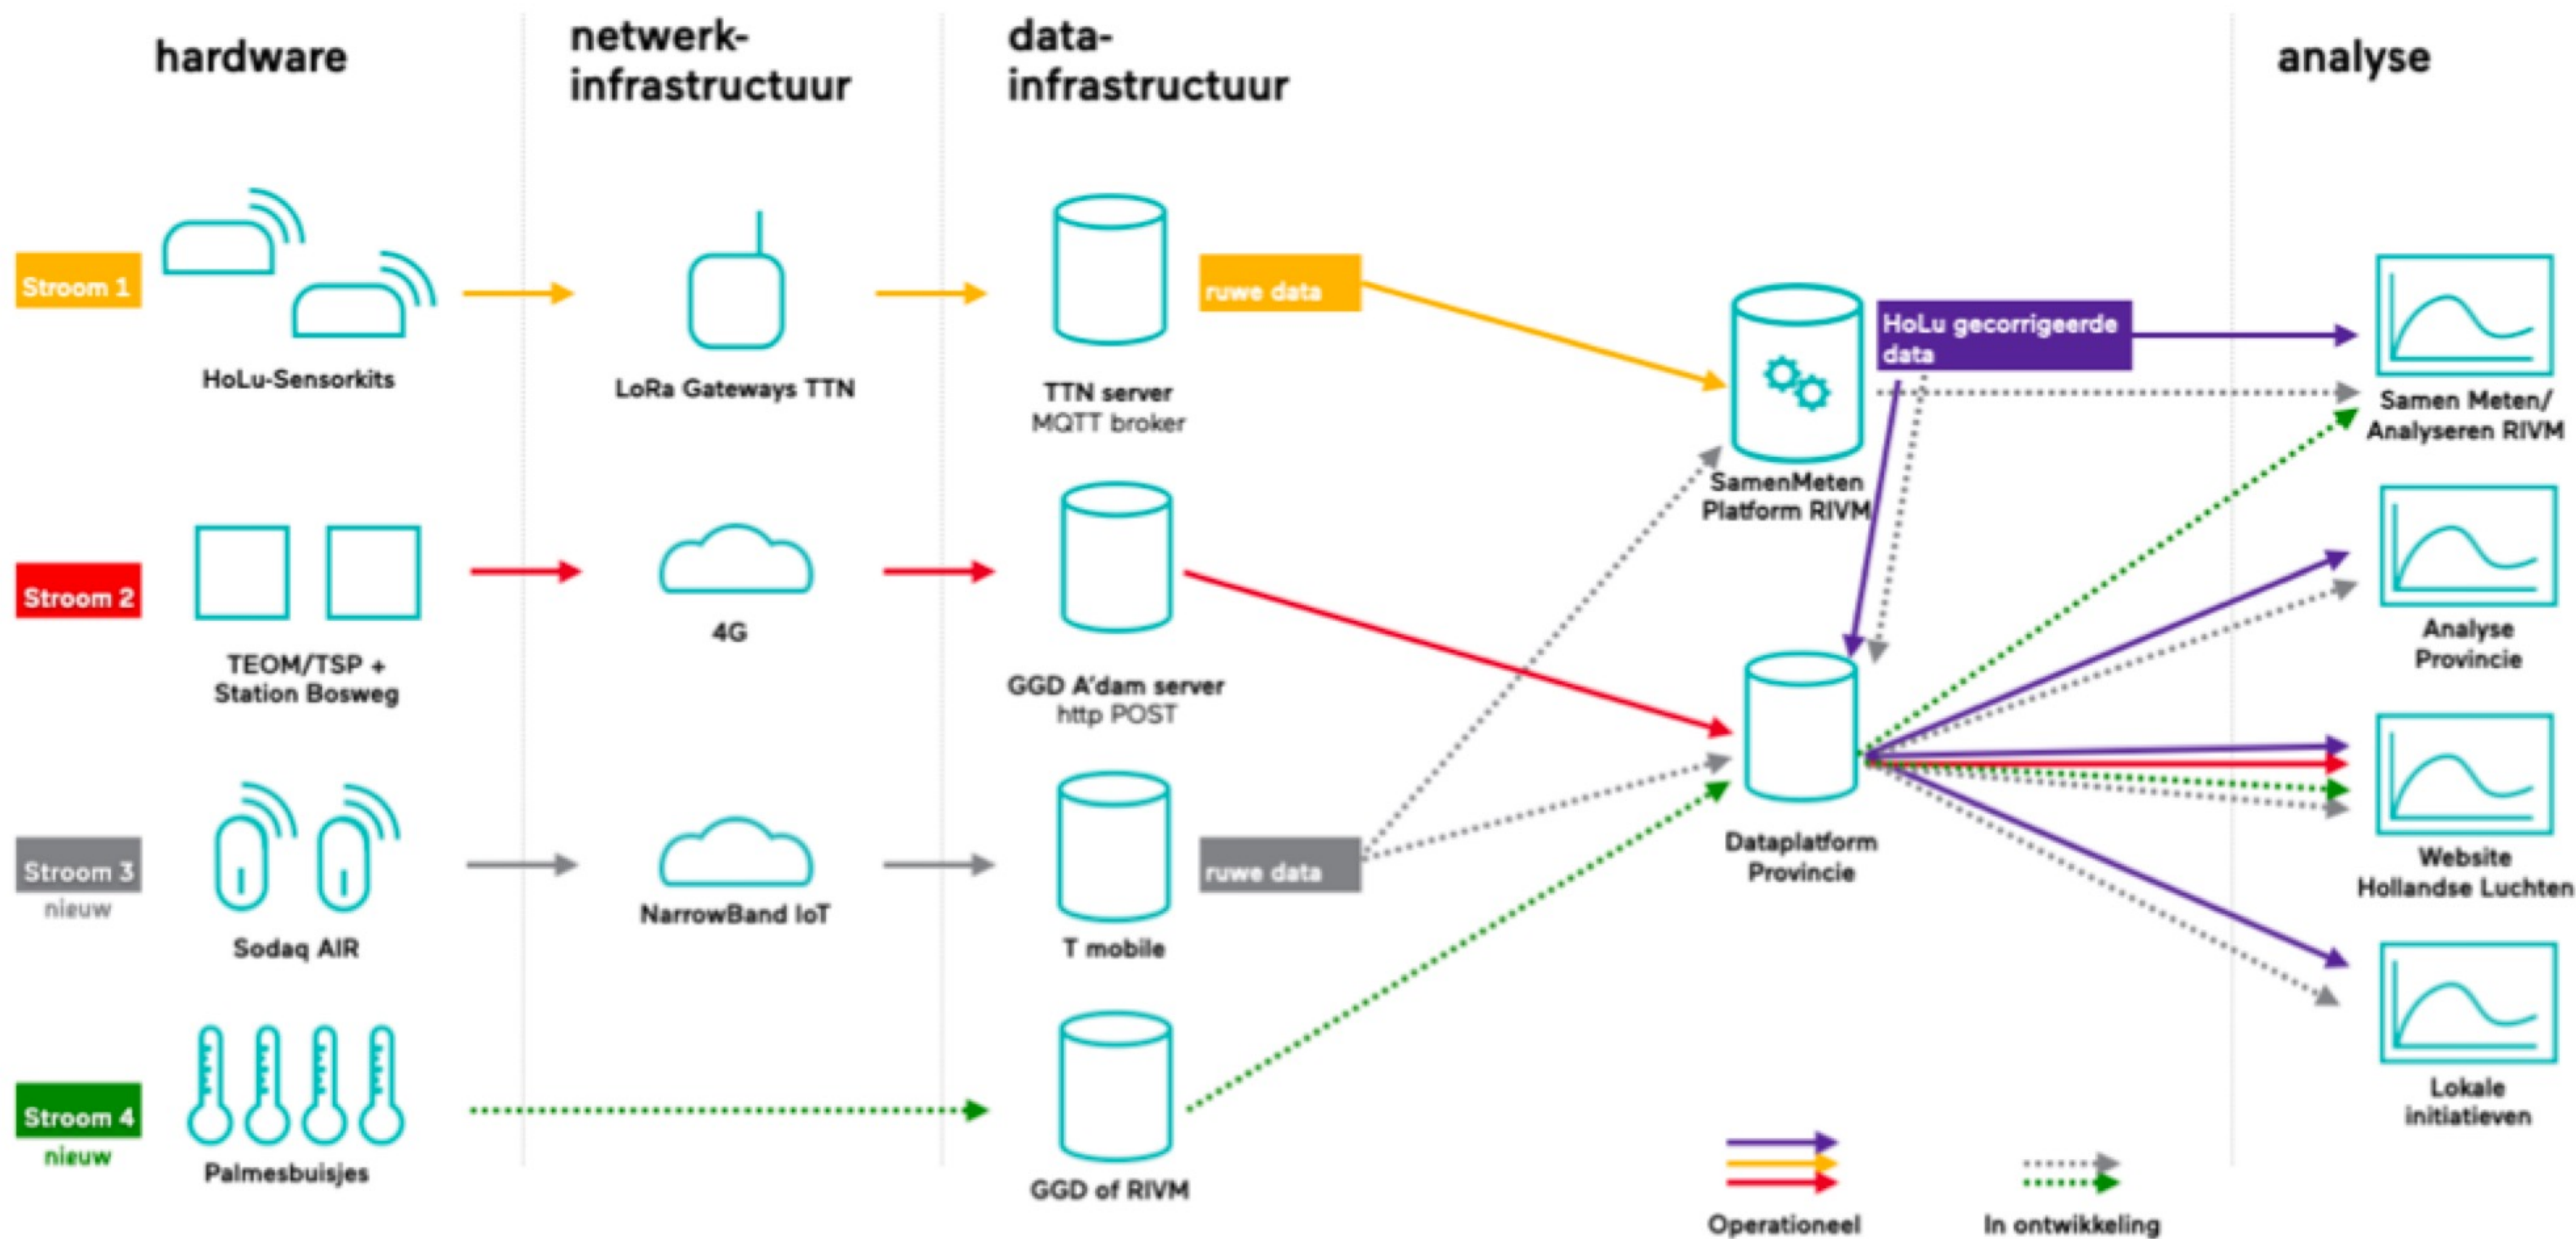 hardware
netwerk-
infrastructuur
data-
infrastructuur
analyse
Stroom 1
HoLu-Sensorkits
LoRa Gateways TTN
TTN server
MQTT broker
ruwe data
SamenMeten
Platform RIVM
HoLu gecorrigeerde
data
Samen Meten/
Analyseren RIVM
Stroom 2
TEOM/TSP +
Station Bosweg
4G
GGD A'dam server
http POST
Analyse
Provincie
Stroom 3
nieuw
Sodaq AIR
NarrowBand IoT
T mobile
ruwe data
Dataplatform
Provincie
Website
Hollandse Luchten
Stroom 4
nieuw
Palmesbuisjes
GGD of RIVM
Lokale
initiatieven
Operationeel
In ontwikkeling